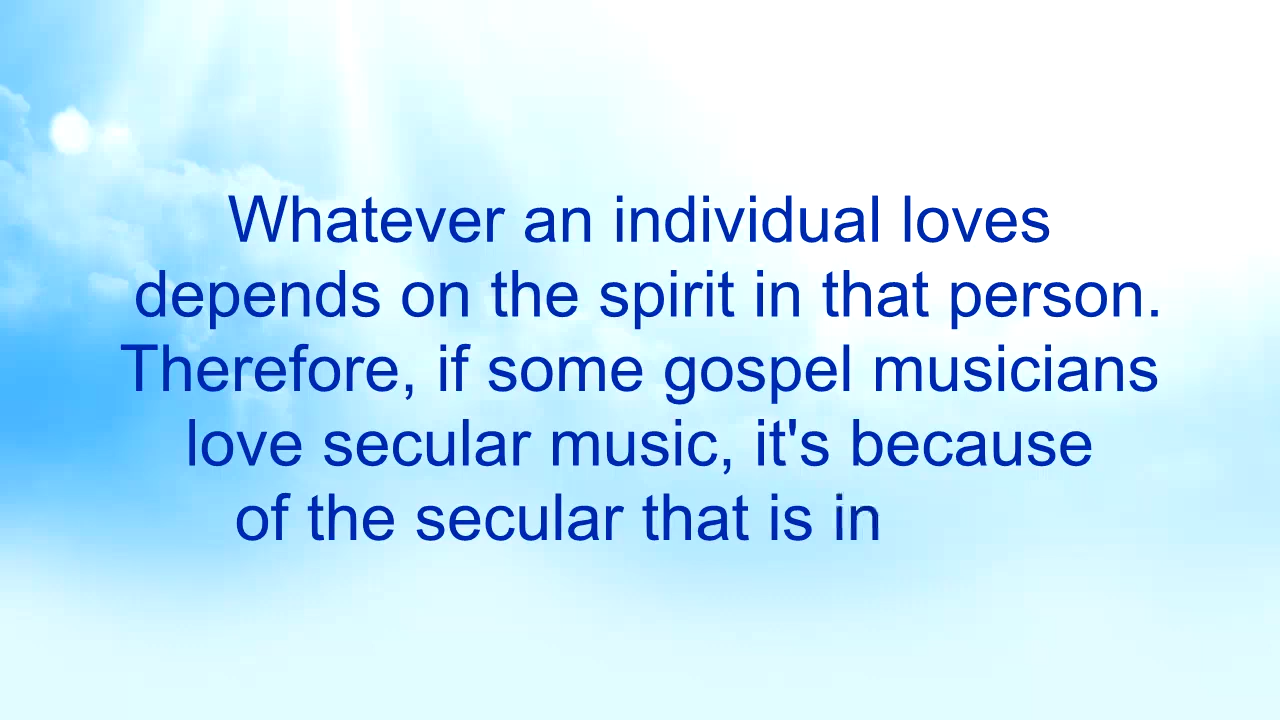 Whatever an individual loves
depends on the spirit in that person.
Therefore, if some gospel musicians
love secular music, it's because
of the secular that is in